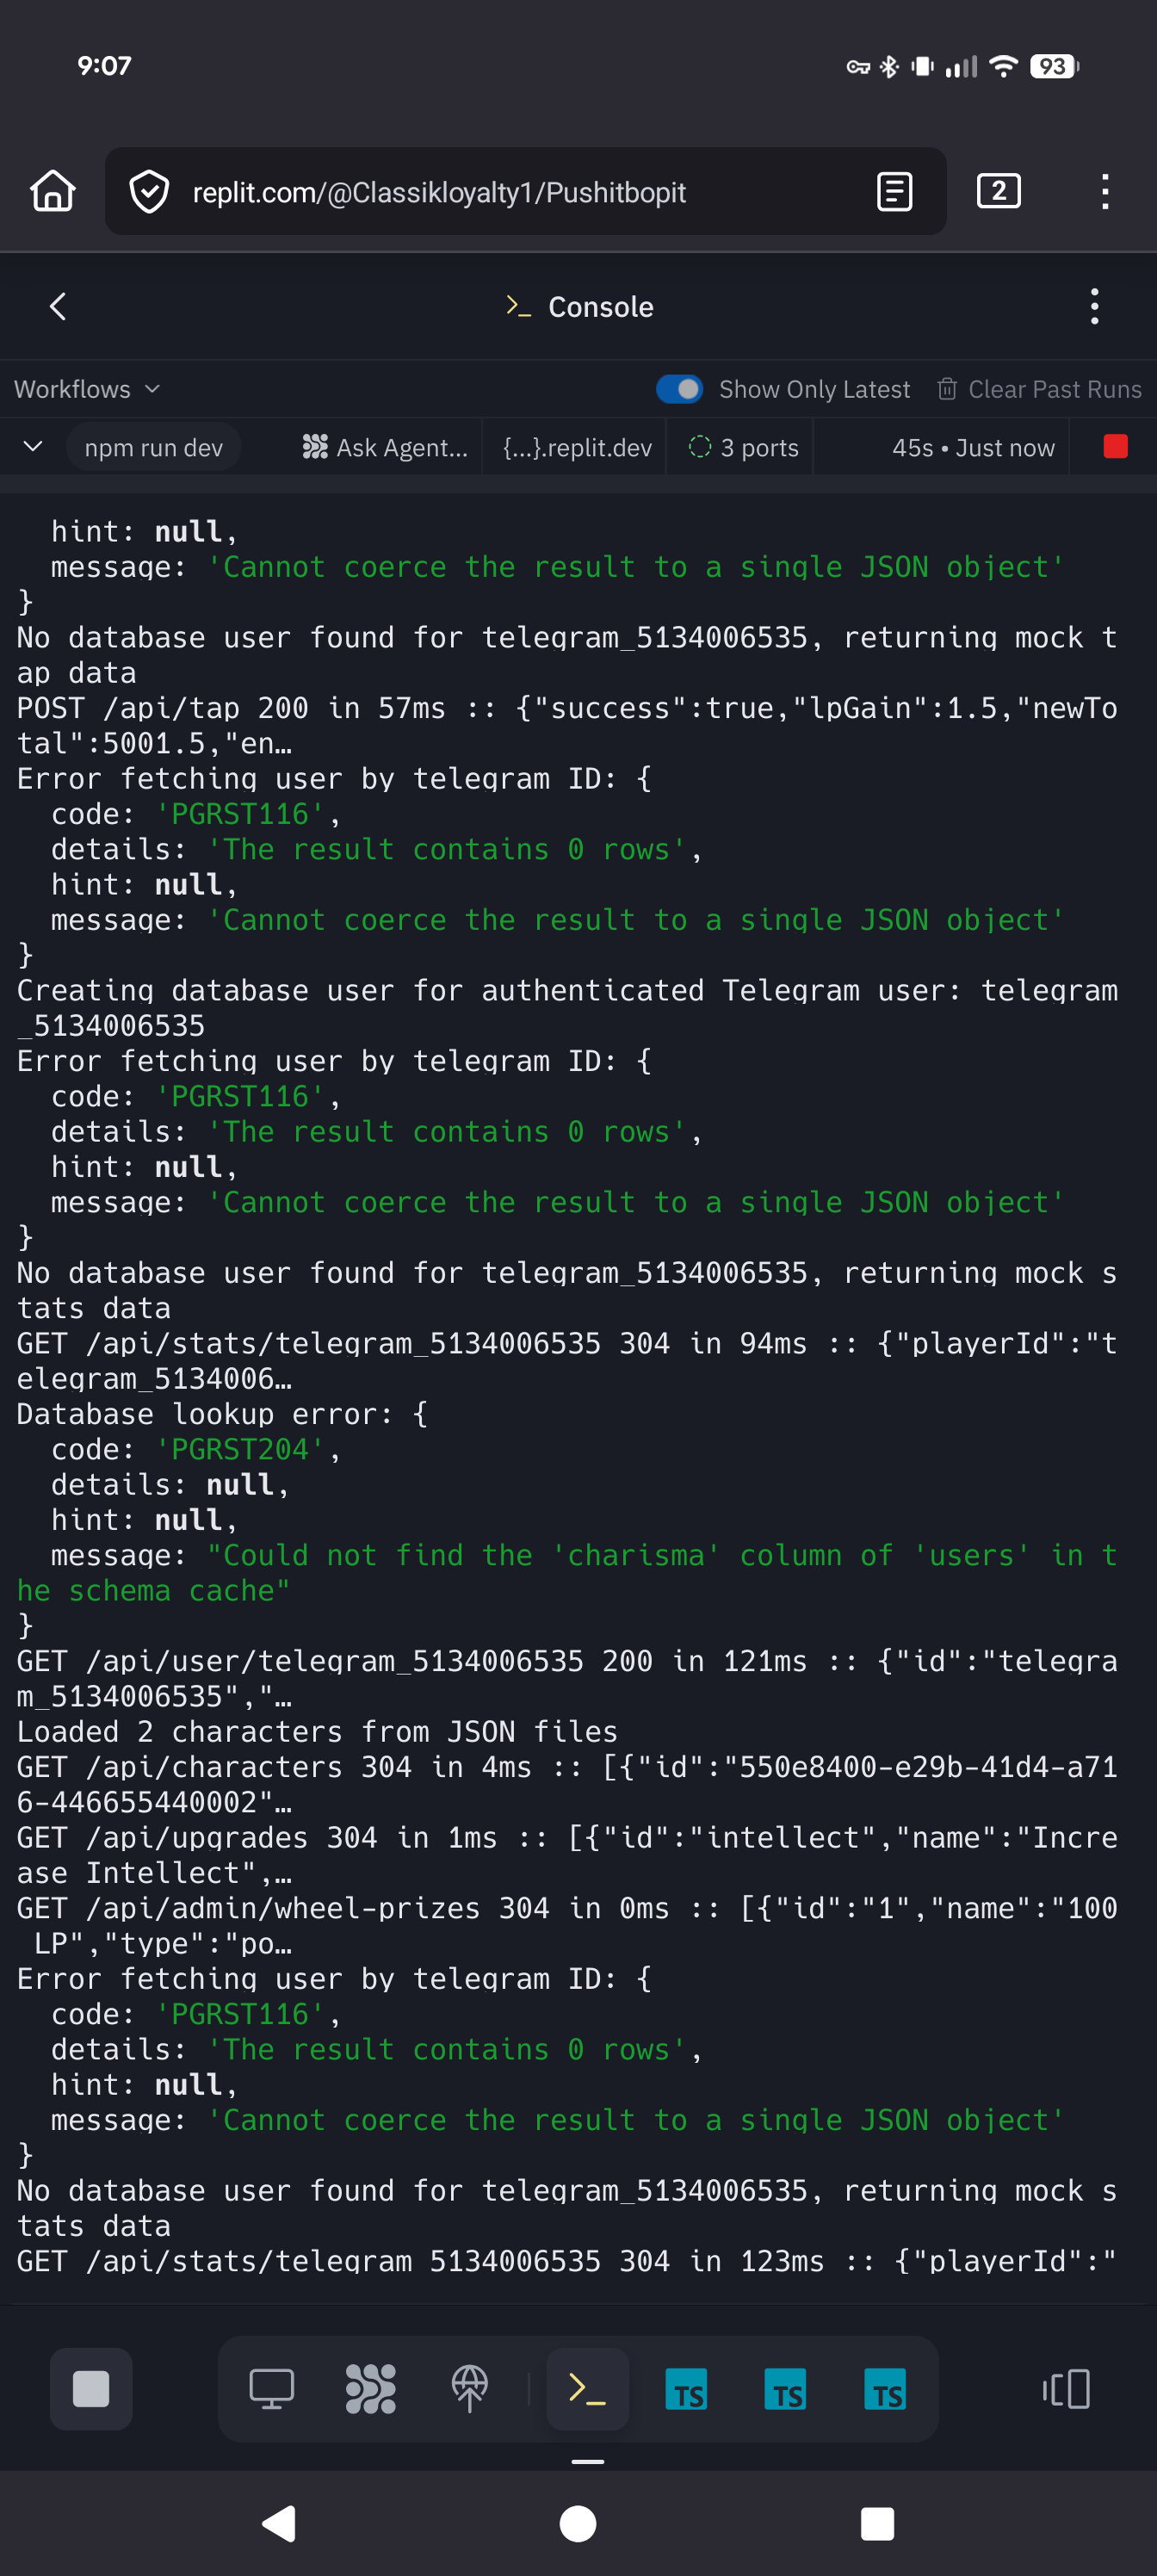 9:07
93
replit.com/@Classikloyalty1/Pushitbopit
2
>_ Console
Workflows
Show Only Latest
Clear Past Runs
npm run dev
Ask Agent...
{...}.replit.dev
3 ports
45s • Just now
hint: null,
message: 'Cannot coerce the result to a single JSON object'
}
No database user found for telegram_5134006535, returning mock t
ap data
POST /api/tap 200 in 57ms :: {"success":true,"lpGain":1.5,"newTo
tal":5001.5,"en…
Error fetching user by telegram ID: {
code: 'PGRST116',
details: 'The result contains 0 rows',
hint: null,
message: 'Cannot coerce the result to a single JSON object'
}
Creating database user for authenticated Telegram user: telegram
_5134006535
Error fetching user by telegram ID: {
code: 'PGRST116',
details: 'The result contains 0 rows',
hint: null,
message: 'Cannot coerce the result to a single JSON object'
}
No database user found for telegram_5134006535, returning mock s
tats data
GET /api/stats/telegram_5134006535 304 in 94ms :: {"playerId":"t
elegram_5134006…
Database lookup error: {
code: 'PGRST204',
details: null,
hint: null,
message: "Could not find the 'charisma' column of 'users' in t
he schema cache"
}
GET /api/user/telegram_5134006535 200 in 121ms :: {"id":"telegra
m_5134006535","…
Loaded 2 characters from JSON files
GET /api/characters 304 in 4ms :: [{"id":"550e8400-e29b-41d4-a71
6-446655440002"…
GET /api/upgrades 304 in 1ms :: [{"id":"intellect","name":"Incre
ase Intellect",…
GET /api/admin/wheel-prizes 304 in 0ms :: [{"id":"1","name":"100
LP","type":"po…
Error fetching user by telegram ID: {
code: 'PGRST116',
details: 'The result contains 0 rows',
hint: null,
message: 'Cannot coerce the result to a single JSON object'
}
No database user found for telegram_5134006535, returning mock s
tats data
GET /api/stats/telegram 5134006535 304 in 123ms :: {"playerId":"
TS
TS
TS